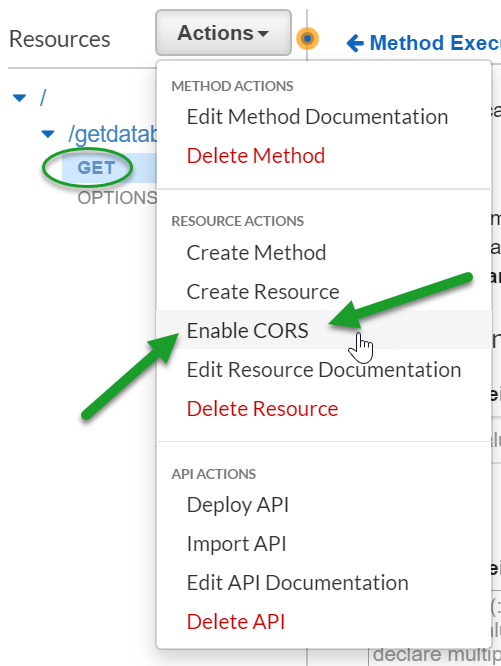 Resources
Actions
Method Execu
/
/getdatab
GET
OPTIONS
METHOD ACTIONS
Edit Method Documentation
Delete Method
RESOURCE ACTIONS
Create Method
Create Resource
Enable CORS
Edit Resource Documentation
Delete Resource
API ACTIONS
Deploy API
Import API
Edit API Documentation
Delete API
declare multip